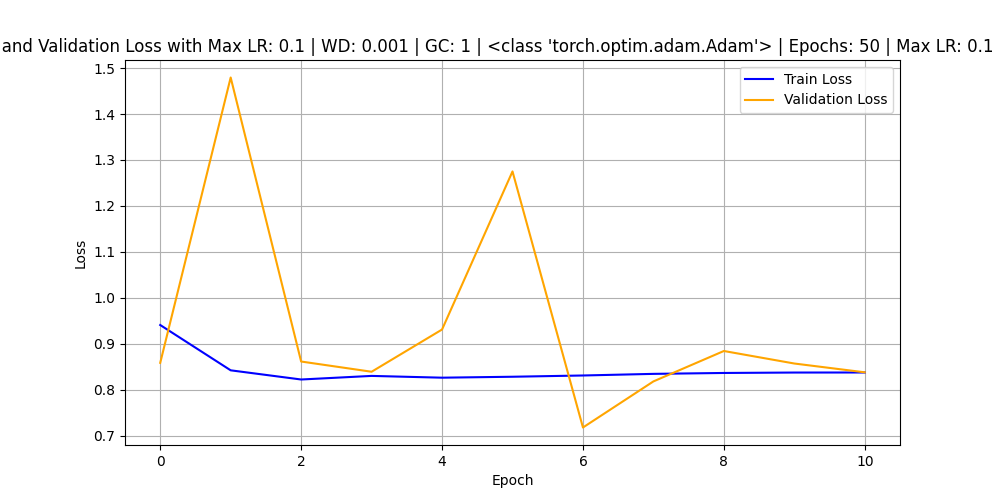 and Validation Loss with Max LR: 0.1 | WD: 0.001 | GC: 1 | <class 'torch.optim.adam.Adam'> | Epochs: 50 | Max LR: 0.1
Train Loss
Validation Loss
1.5
1.4
1.3
1.2
1.1
1.0
0.9
0.8
0.7
Loss
0 2 4 6 8 10
Epoch